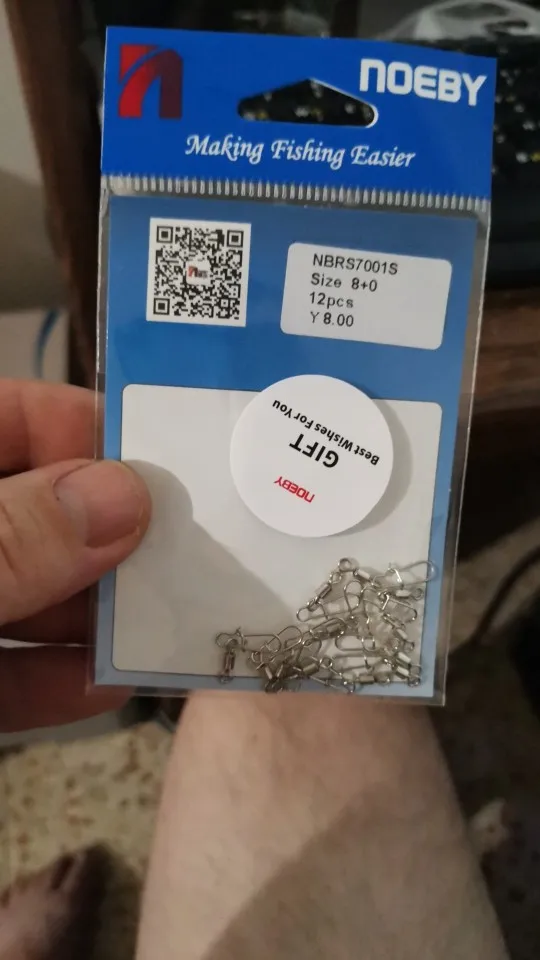 NOEBY
Making Fishing Easier
NBRS7001S
Size 8+0
12pcs
Y 8.00
Best Wishes For You
GIFT
NOEBY